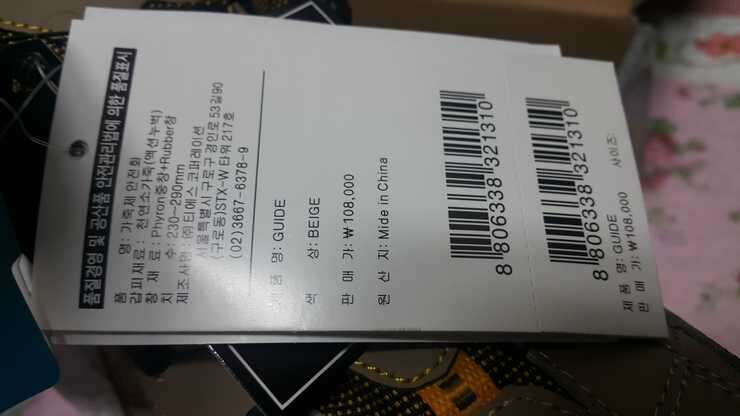 품질경영 및 공산품 안전관리법에 의한 품질표시
품 명: 가죽제 안전화
갑피재료: 천연소가죽(액션누벅)
창 재 료: Phyron중창+Rubber창
치 수: 230-290mm
제조사명: (주)티에스 코퍼레이션
서울특별시 구로구 경인로 53길90
(구로동)STX-W 타워 217호
(02)3667-6378-9
명: GUIDE
색 상: BEIGE
판 매 가: ₩108,000
원 산 지: Mide in China
8 806338 321310
8 806338 321310
제 품 명: GUIDE
판 매 가: ₩108,000 사이즈: